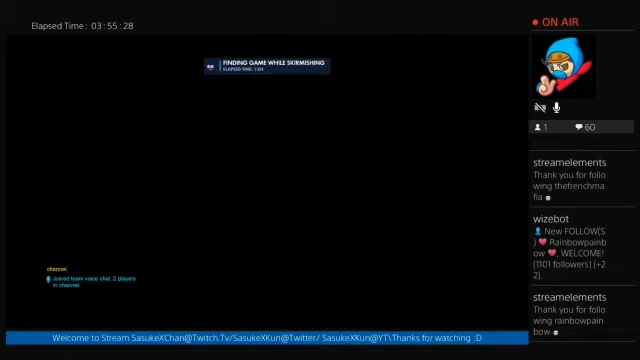 Elapsed Time : 03:55:28
ON AIR
FINDING GAME WHILE SKIRMISHING
ELAPSED TIME: 1:04
1
60
streamelements
Thank you for follo
wing thefrenchma
fia
wizebot
New FOLLOW(S
) Rainbowpainb
ow , WELCOME!
(1101 followers) (+2
2).
streamelements
Thank you for follo
wing rainbowpain
bow
channel.
Joined team voice chat. 2 players
in channel
Welcome to Stream SasukeXChan@Twitch.Tv/SasukeXKun@Twitter/ SasukeXKun@YT\Thanks for watching :D